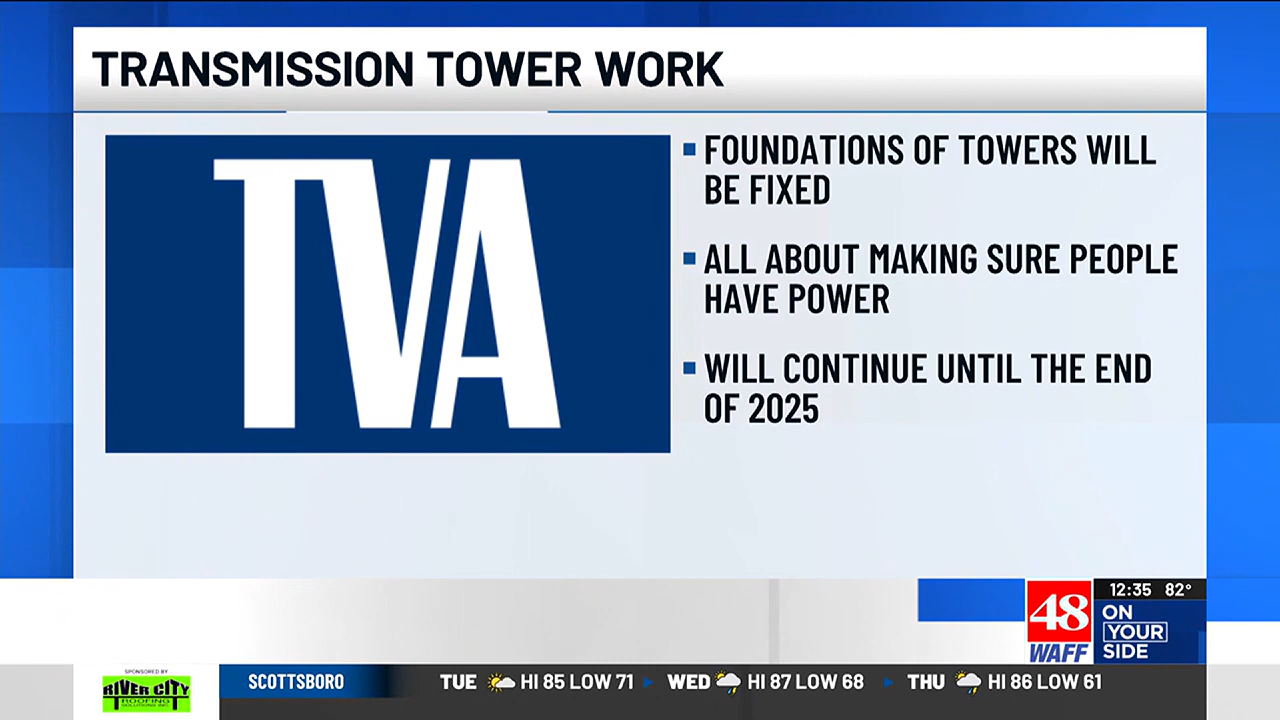 TRANSMISSION TOWER WORK
TVA
FOUNDATIONS OF TOWERS WILL
BE FIXED
ALL ABOUT MAKING SURE PEOPLE
HAVE POWER
WILL CONTINUE UNTIL THE END
OF 2025
48
WAFF
12:35 82°
ON
YOUR
SIDE
SPONSORED BY
RIVER CITY
ROOFING
SOLUTIONS INC.
SCOTTSBORO
TUE HI 85 LOW 71 WED HI 87 LOW 68 THU HI 86 LOW 61